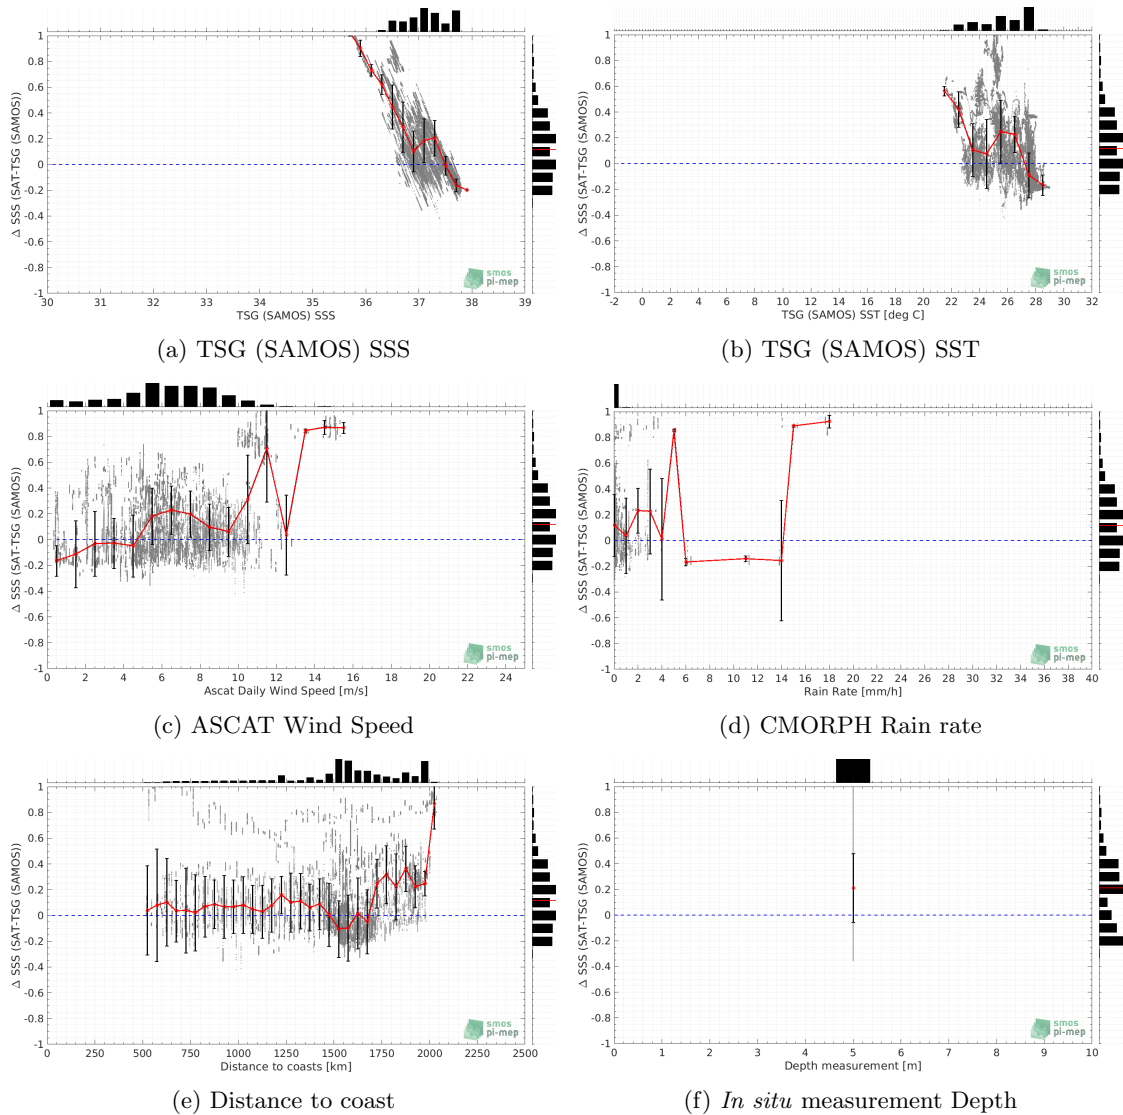 Δ SSS (SAT-TSG (SAMOS))
1
0.8
0.6
0.4
0.2
0
-0.2
-0.4
-0.6
-0.8
-1
30 31 32 33 34 35 36 37 38 39
TSG (SAMOS) SSS
smos
pi-mep
(a) TSG (SAMOS) SSS
Δ SSS (SAT-TSG (SAMOS))
1
0.8
0.6
0.4
0.2
0
-0.2
-0.4
-0.6
-0.8
-1
-2 0 2 4 6 8 10 12 14 16 18 20 22 24 26 28 30 32
TSG (SAMOS) SST [deg C]
smos
pi-mep
(b) TSG (SAMOS) SST
Δ SSS (SAT-TSG (SAMOS))
1
0.8
0.6
0.4
0.2
0
-0.2
-0.4
-0.6
-0.8
-1
0 2 4 6 8 10 12 14 16 18 20 22 24
Ascat Daily Wind Speed [m/s]
smos
pi-mep
(c) ASCAT Wind Speed
Δ SSS (SAT-TSG (SAMOS))
1
0.8
0.6
0.4
0.2
0
-0.2
-0.4
-0.6
-0.8
-1
0 2 4 6 8 10 12 14 16 18 20 22 24 26 28 30 32 34 36 38 40
Rain Rate [mm/h]
smos
pi-mep
(d) CMORPH Rain rate
Δ SSS (SAT-TSG (SAMOS))
1
0.8
0.6
0.4
0.2
0
-0.2
-0.4
-0.6
-0.8
-1
0 250 500 750 1000 1250 1500 1750 2000 2250 2500
Distance to coasts [km]
smos
pi-mep
(e) Distance to coast
Δ SSS (SAT-TSG (SAMOS))
1
0.8
0.6
0.4
0.2
0
-0.2
-0.4
-0.6
-0.8
-1
0 1 2 3 4 5 6 7 8 9 10
Depth measurement [m]
smos
pi-mep
(f) In situ measurement Depth